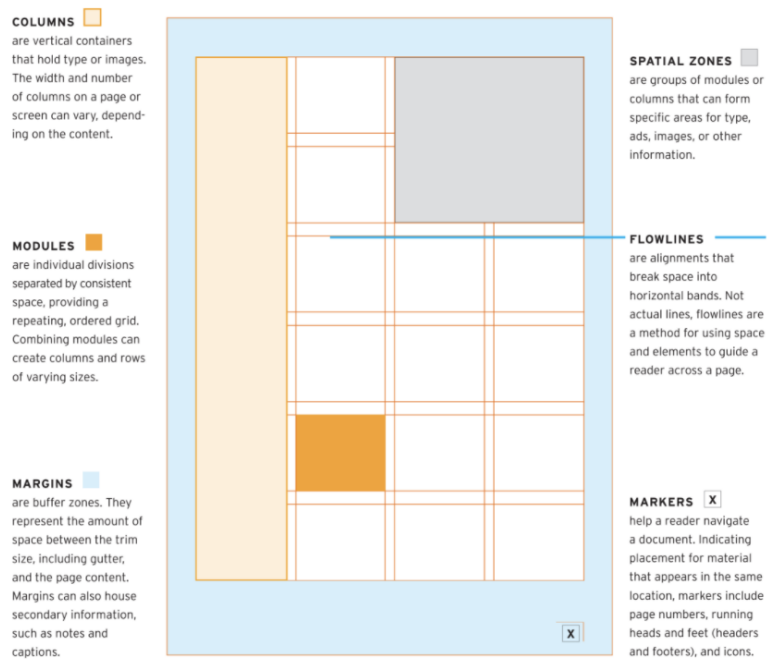 COLUMNS
are vertical containers
that hold type or images.
The width and number
of columns on a page or
screen can vary, depend-
ing on the content.
MODULES
are individual divisions
separated by consistent
space, providing a
repeating, ordered grid.
Combining modules can
create columns and rows
of varying sizes.
MARGINS
are buffer zones. They
represent the amount of
space between the trim
size, including gutter,
and the page content.
Margins can also house
secondary information,
such as notes and
captions.
X
SPATIAL ZONES
are groups of modules or
columns that can form
specific areas for type,
ads, images, or other
information.
FLOWLINES
are alignments that
break space into
horizontal bands. Not
actual lines, flowlines are
a method for using space
and elements to guide a
reader across a page.
MARKERS X
help a reader navigate
a document. Indicating
placement for material
that appears in the same
location, markers include
page numbers, running
heads and feet (headers
and footers), and icons.